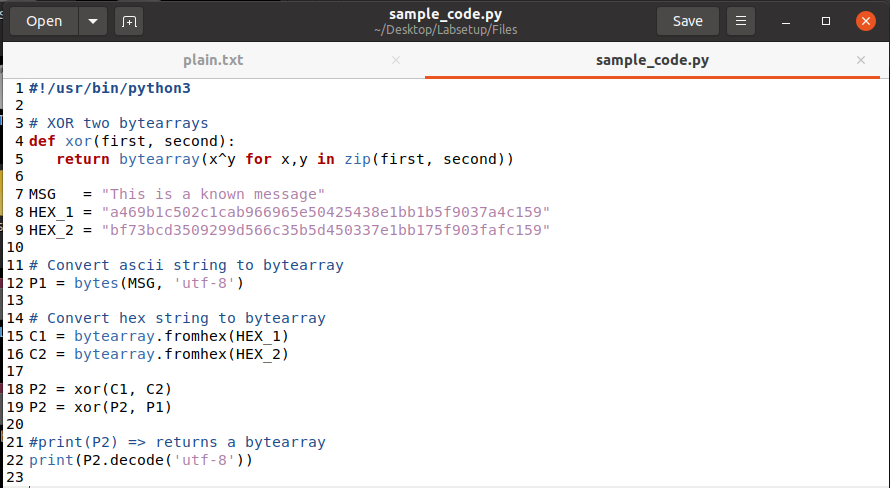 Open
sample_code.py
~/Desktop/Labsetup/Files
Save
plain.txt
sample_code.py
1 #!/usr/bin/python3
2
3 # XOR two bytearrays
4 def xor(first, second):
5    return bytearray(x^y for x,y in zip(first, second))
6
7 MSG   = "This is a known message"
8 HEX_1 = "a469b1c502c1cab966965e50425438e1bb1b5f9037a4c159"
9 HEX_2 = "bf73bcd3509299d566c35b5d450337e1bb175f903fafc159"
10
11 # Convert ascii string to bytearray
12 P1 = bytes(MSG, 'utf-8')
13
14 # Convert hex string to bytearray
15 C1 = bytearray.fromhex(HEX_1)
16 C2 = bytearray.fromhex(HEX_2)
17
18 P2 = xor(C1, C2)
19 P2 = xor(P2, P1)
20
21 #print(P2) => returns a bytearray
22 print(P2.decode('utf-8'))
23